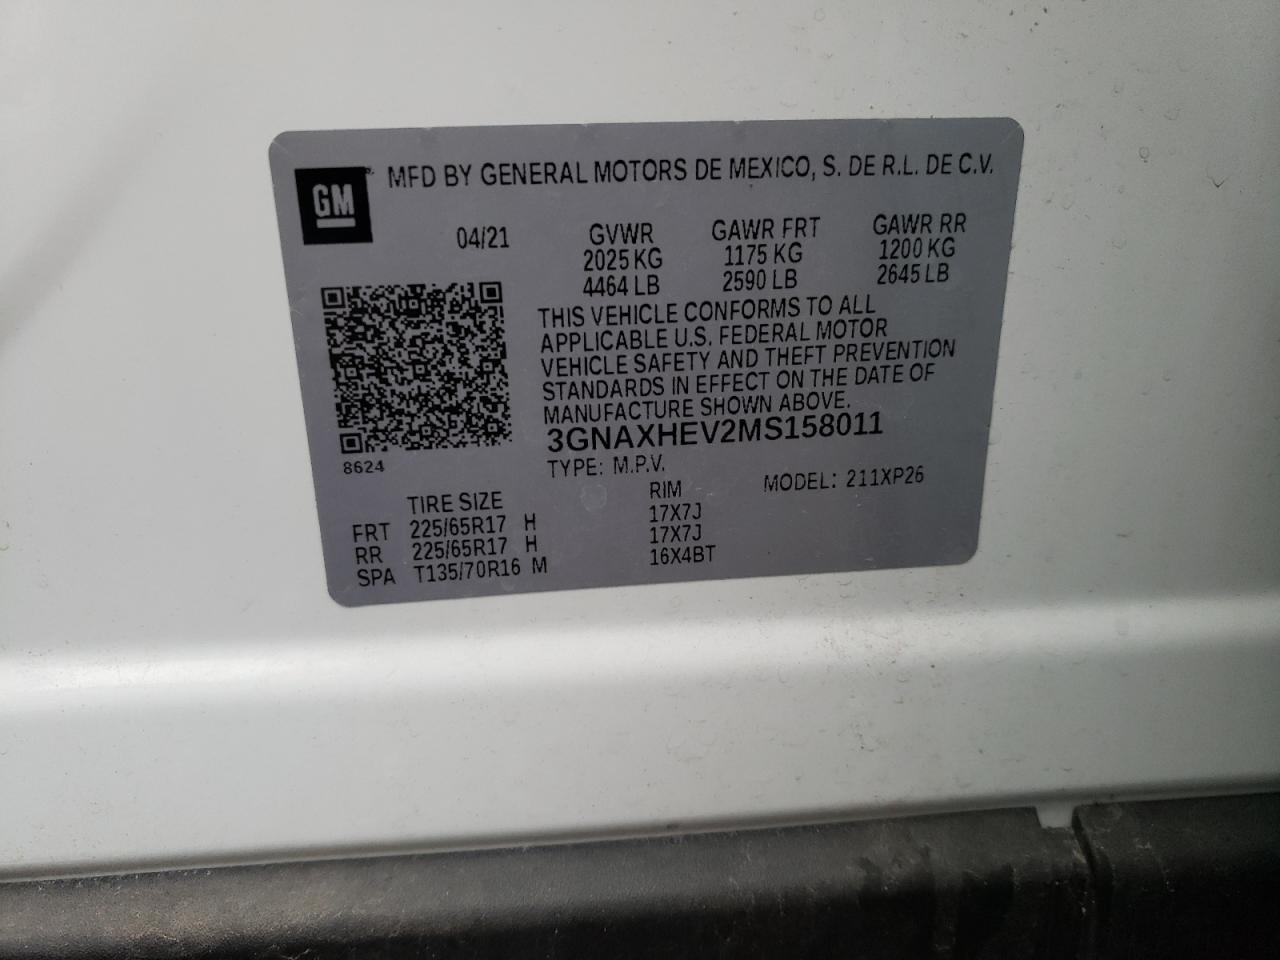 GM MFD BY GENERAL MOTORS DE MEXICO, S. DE R.L. DE C.V.
04/21 GVWR GAWR FRT GAWR RR
2025 KG 1175 KG 1200 KG
4464 LB 2590 LB 2645 LB
THIS VEHICLE CONFORMS TO ALL
APPLICABLE U.S. FEDERAL MOTOR
VEHICLE SAFETY AND THEFT PREVENTION
STANDARDS IN EFFECT ON THE DATE OF
MANUFACTURE SHOWN ABOVE.
3GNAXHEV2MS158011
8624 TYPE: M.P.V. MODEL: 211XP26
TIRE SIZE RIM
FRT 225/65R17 H 17X7J
RR 225/65R17 H 17X7J
SPA T135/70R16 M 16X4BT